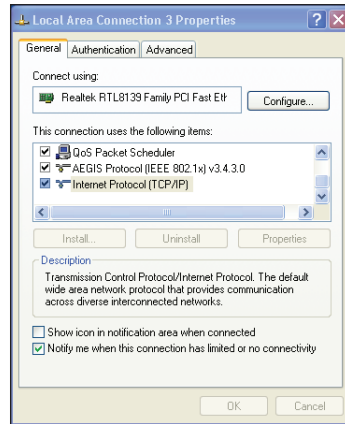 Local Area Connection 3 Properties
General Authentication Advanced
Connect using:
Realtek RTL8139 Family PCI Fast Eth
Configure...
This connection uses the following items:
QoS Packet Scheduler
AEGIS Protocol (IEEE 802.1x) v3.4.3.0
Internet Protocol (TCP/IP)
Install... Uninstall Properties
Description
Transmission Control Protocol/Internet Protocol. The default
wide area network protocol that provides communication
across diverse interconnected networks.
Show icon in notification area when connected
Notify me when this connection has limited or no connectivity
OK Cancel